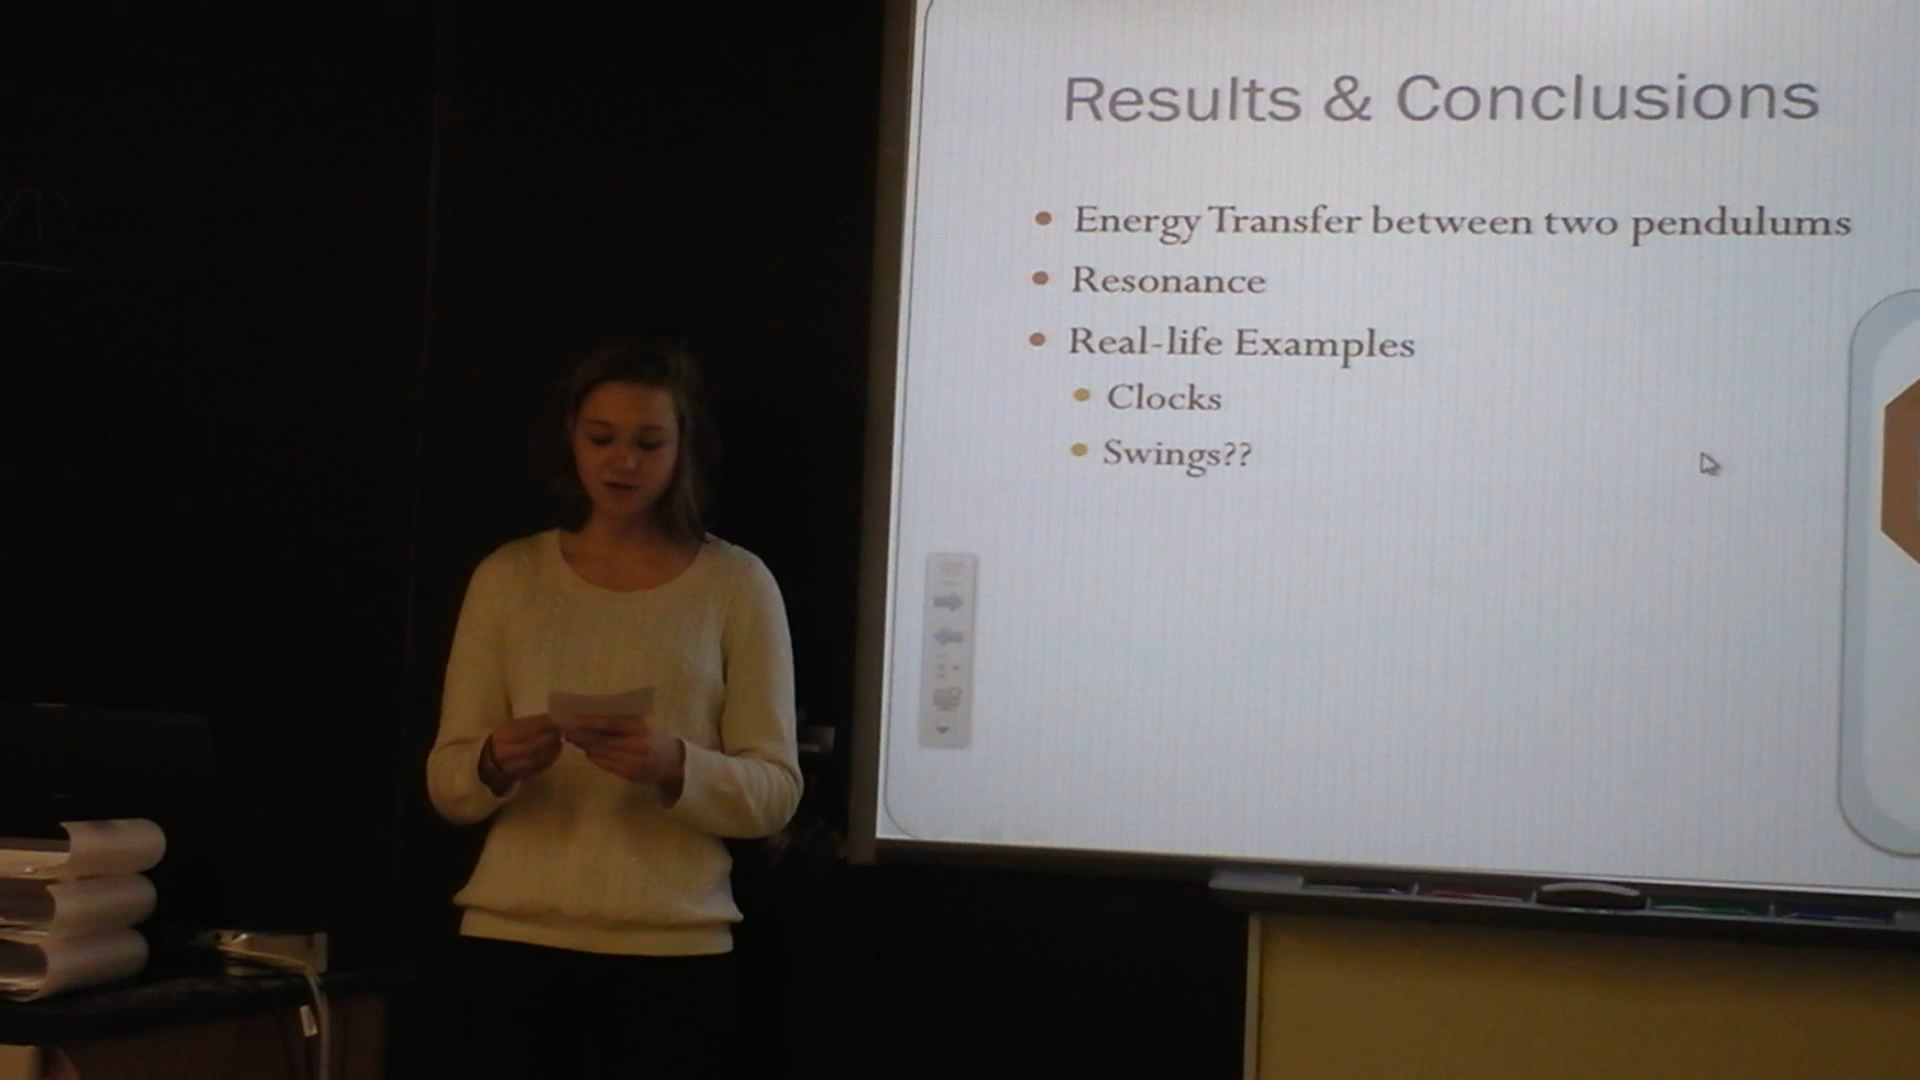 Results & Conclusions
Energy Transfer between two pendulums
Resonance
Real-life Examples
Clocks
Swings??